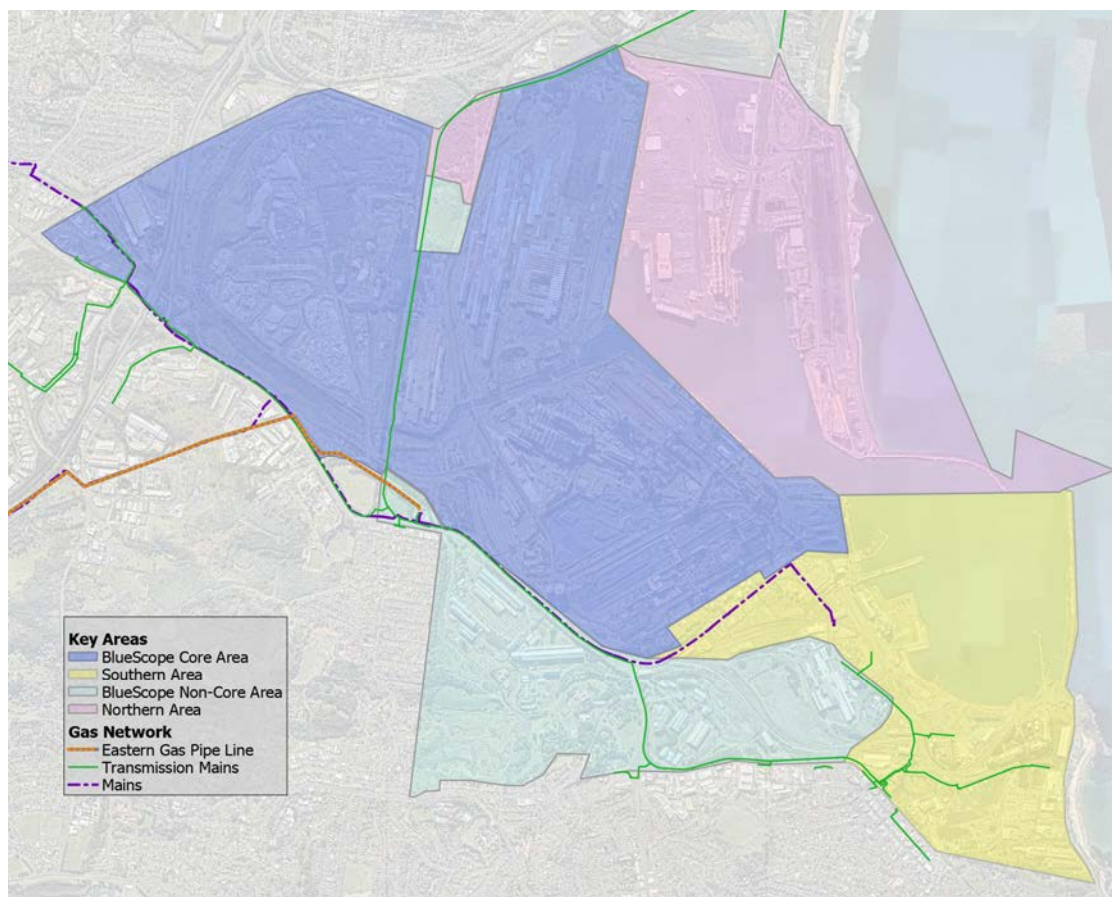 Key Areas
BlueScope Core Area
Southern Area
BlueScope Non-Core Area
Northern Area
Gas Network
Eastern Gas Pipe Line
Transmission Mains
Mains